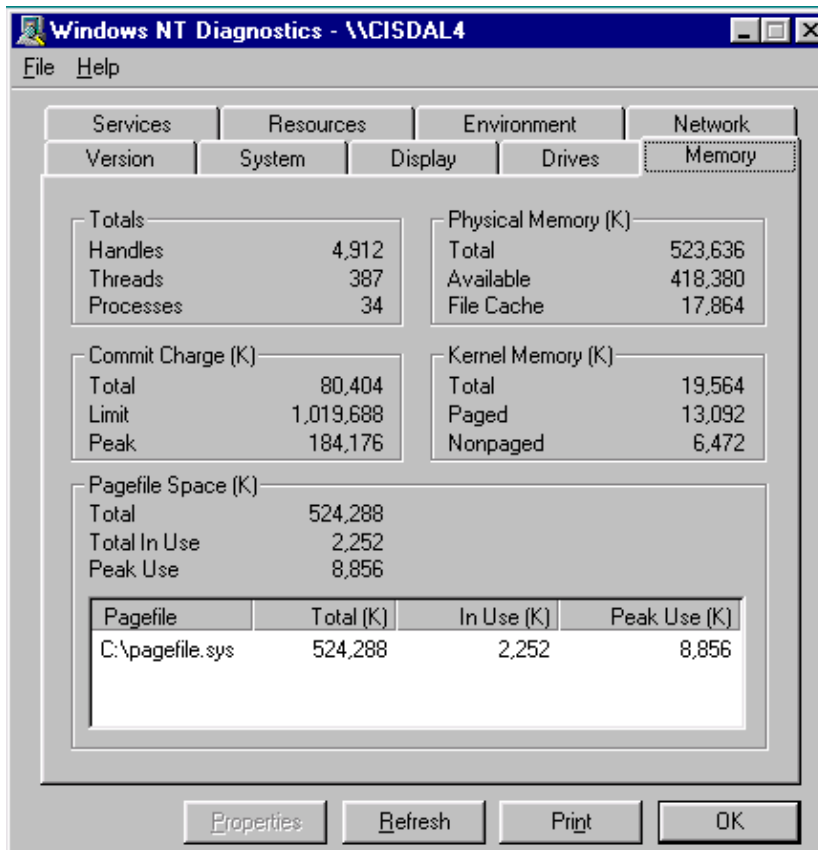 Windows NT Diagnostics - \\CISDAL4
File Help
Services Resources Environment Network
Version System Display Drives Memory
Totals
Handles 4,912
Threads 387
Processes 34
Physical Memory (K)
Total 523,636
Available 418,380
File Cache 17,864
Commit Charge (K)
Total 80,404
Limit 1,019,688
Peak 184,176
Kernel Memory (K)
Total 19,564
Paged 13,092
Nonpaged 6,472
Pagefile Space (K)
Total 524,288
Total In Use 2,252
Peak Use 8,856
Pagefile Total (K) In Use (K) Peak Use (K)
C:\pagefile.sys 524,288 2,252 8,856
Properties Refresh Print OK